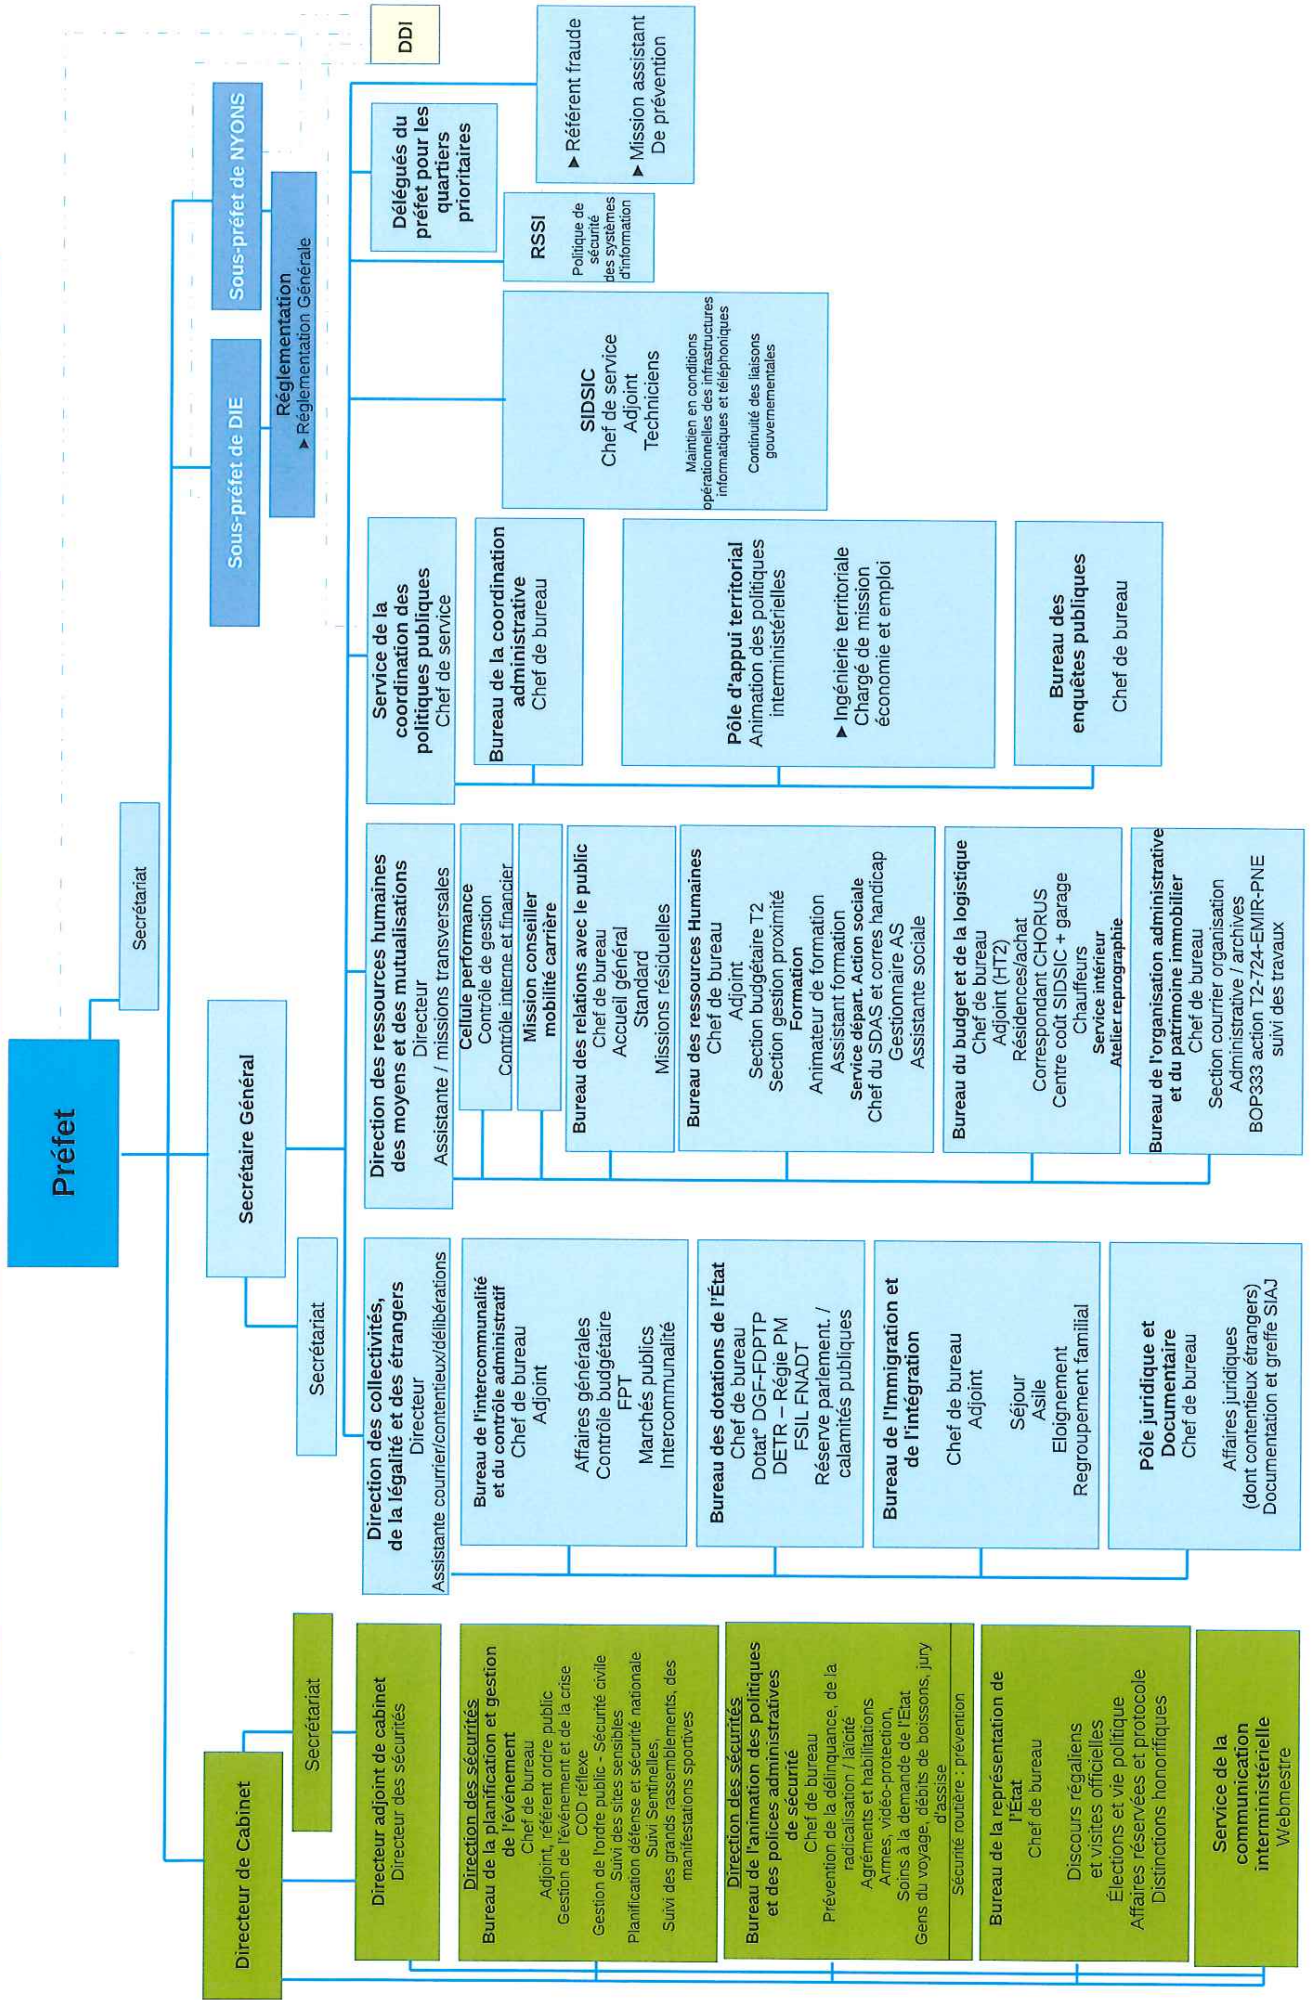 Préfet
Secrétariat
Sous-préfet de DIE
Sous-préfet de NYONS
Réglementation
➤ Réglementation Générale
DDI
Secrétaire Général
Secrétariat
Directeur de Cabinet
Secrétariat
Directeur adjoint de cabinet
Directeur des sécurités
Direction des sécurités
Bureau de la planification et gestion
de l'événement
Chef de bureau
Adjoint, référent ordre public
Gestion de l'événement et de la crise
COD réflexe
Gestion de l'ordre public - Sécurité civile
Suivi des sites sensibles
Planification défense et sécurité nationale
Suivi Sentinelles,
Suivi des grands rassemblements, des
manifestations sportives
Direction des sécurités
Bureau de l'animation des politiques
et des polices administratives
de sécurité
Chef de bureau
Prévention de la délinquance, de la
radicalisation / laïcité
Agréments et habilitations
Armes, vidéo-protection,
Soins à la demande de l'Etat
Gens du voyage, débits de boissons, jury
d'assise
Sécurité routière : prévention
Bureau de la représentation de
l'État
Chef de bureau
Discours régaliens
et visites officielles
Élections et vie politique
Affaires réservées et protocole
Distinctions honorifiques
Service de la
communication
interministérielle
Webmestre
Direction des collectivités,
de la légalité et des étrangers
Directeur
Assistante courrier/contentieux/délibérations
Bureau de l'intercommunalité
et du contrôle administratif
Chef de bureau
Adjoint
Affaires générales
Contrôle budgétaire
FPT
Marchés publics
Intercommunalité
Bureau des dotations de l'État
Chef de bureau
Dotat° DGF-FDPTP
DETR – Régie PM
FSIL FNADT
Réserve parlement. /
calamités publiques
Bureau de l'Immigration et
de l'intégration
Chef de bureau
Adjoint
Séjour
Asile
Eloignement
Regroupement familial
Pôle juridique et
Documentaire
Chef de bureau
Affaires juridiques
(dont contentieux étrangers)
Documentation et greffe SIAJ
Direction des ressources humaines
des moyens et des mutualisations
Directeur
Assistante / missions transversales
Cellule performance
Contrôle de gestion
Contrôle interne et financier
Mission conseiller
mobilité carrière
Bureau des relations avec le public
Chef de bureau
Accueil général
Standard
Missions résiduelles
Bureau des ressources Humaines
Chef de bureau
Adjoint
Section budgétaire T2
Section gestion proximité
Formation
Animateur de formation
Assistant formation
Service départ. Action sociale
Chef du SDAS et corres handicap
Gestionnaire AS
Assistante sociale
Bureau du budget et de la logistique
Chef de bureau
Adjoint (HT2)
Résidences/achat
Correspondant CHORUS
Centre coût SIDSIC + garage
Chauffeurs
Service intérieur
Atelier reprographie
Bureau de l'organisation administrative
et du patrimoine immobilier
Chef de bureau
Section courrier organisation
Administrative / archives
BOP333 action T2-724-EMIR-PNE
suivi des travaux
Service de la
coordination des
politiques publiques
Chef de service
Bureau de la coordination
administrative
Chef de bureau
Pôle d'appui territorial
Animation des politiques
interministérielles
➤ Ingénierie territoriale
Chargé de mission
économie et emploi
Bureau des
enquêtes publiques
Chef de bureau
SIDSIC
Chef de service
Adjoint
Techniciens
Maintien en conditions
opérationnelles des infrastructures
informatiques et téléphoniques
Continuité des liaisons
gouvernementales
RSSI
Politique de
sécurité
des systèmes
d'information
Délégués du
préfet pour les
quartiers
prioritaires
➤ Référent fraude
➤ Mission assistant
De prévention